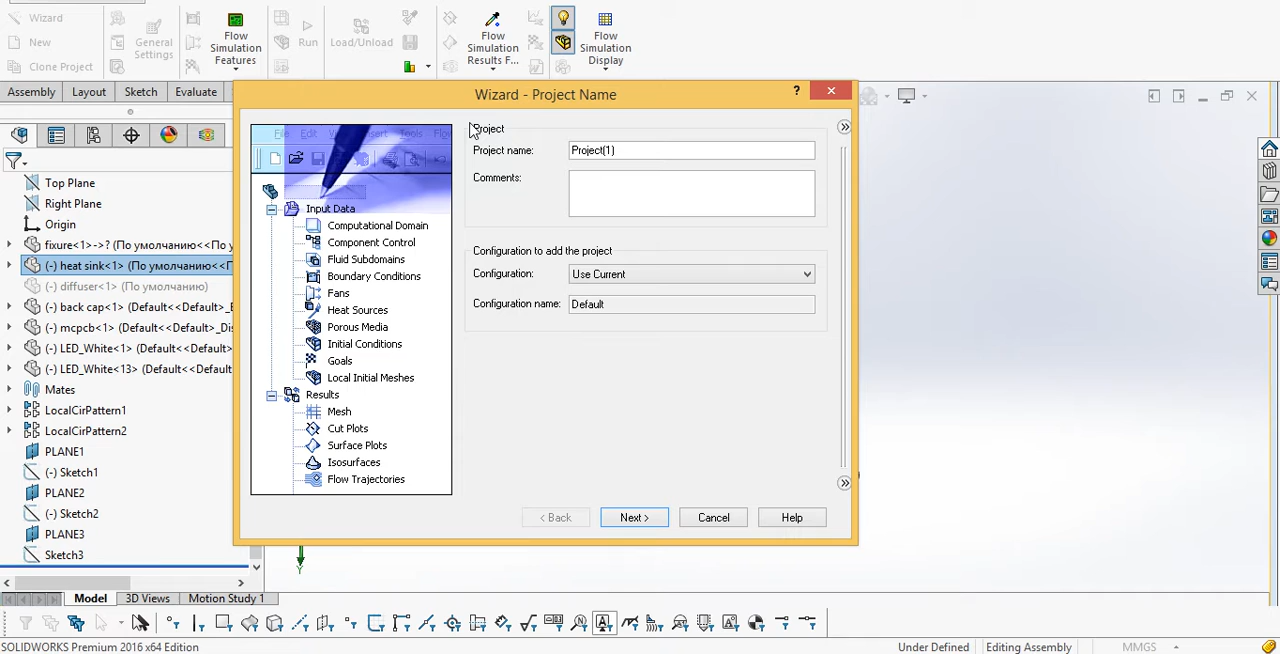 Wizard
New
Clone Project
General
Settings
Flow
Simulation
Features
Run
Load/Unload
Flow
Simulation
Results F...
Flow
Simulation
Display
Assembly
Layout
Sketch
Evaluate
Wizard - Project Name
?
Project
Project name:
Project(1)
Comments:
Configuration to add the project
Configuration:
Use Current
Configuration name:
Default
File Edit
Input Data
Computational Domain
Component Control
Fluid Subdomains
Boundary Conditions
Fans
Heat Sources
Porous Media
Initial Conditions
Goals
Local Initial Meshes
Results
Mesh
Cut Plots
Surface Plots
Isosurfaces
Flow Trajectories
< Back
Next >
Cancel
Help
Top Plane
Right Plane
Origin
fixure<1>->? (По умолчанию<<По у
(-) heat sink<1> (По умолчанию<<П
(-) diffuser<1> (По умолчанию)
(-) back cap<1> (Default<<Default>_E
(-) mcpcb<1> (Default<<Default>_Dis
(-) LED_White<1> (Default<<Default
(-) LED_White<13> (Default<<Default
Mates
LocalCirPattern1
LocalCirPattern2
PLANE1
(-) Sketch1
PLANE2
(-) Sketch2
PLANE3
Sketch3
Y
Model
3D Views
Motion Study 1
SOLIDWORKS Premium 2016 x64 Edition
Under Defined
Editing Assembly
MMGS